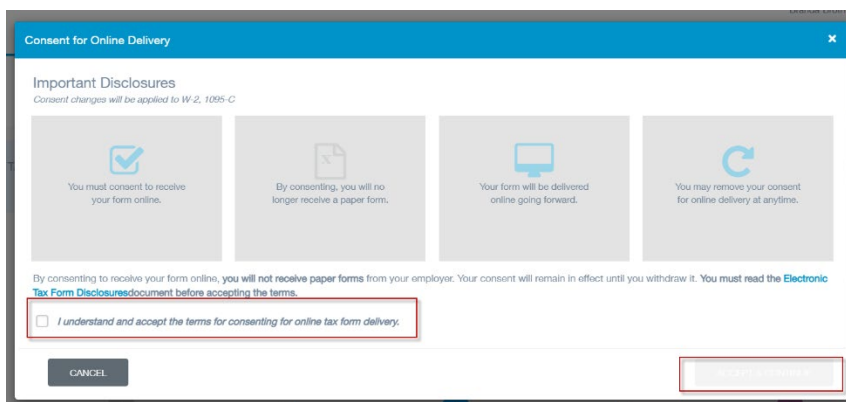 Consent for Online Delivery
Important Disclosures
Consent changes will be applied to W-2, 1095-C
You must consent to receive
your form online.
By consenting, you will no
longer receive a paper form.
Your form will be delivered
online going forward.
You may remove your consent
for online delivery at anytime.
By consenting to receive your form online, you will not receive paper forms from your employer. Your consent will remain in effect until you withdraw it. You must read the Electronic
Tax Form Disclosuresdocument before accepting the terms.
I understand and accept the terms for consenting for online tax form delivery.
CANCEL